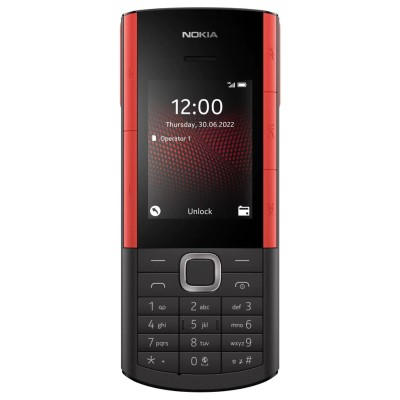 NOKIA
12:00
Thursday, 30.06.2022
Operator 1
Unlock
1 2 abc def 3
4 ghi 5 jkl mno 6
7 pqrs 8 tuv wxyz 9
* 0 #